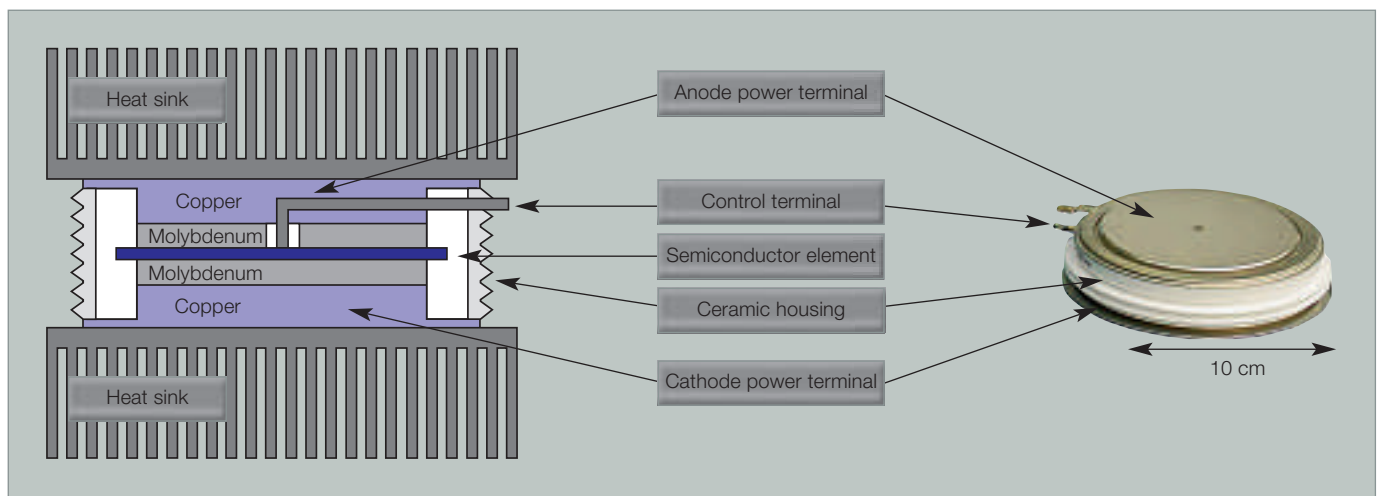 Heat sink
Copper
Molybdenum
Molybdenum
Copper
Heat sink
Anode power terminal
Control terminal
Semiconductor element
Ceramic housing
Cathode power terminal
10 cm